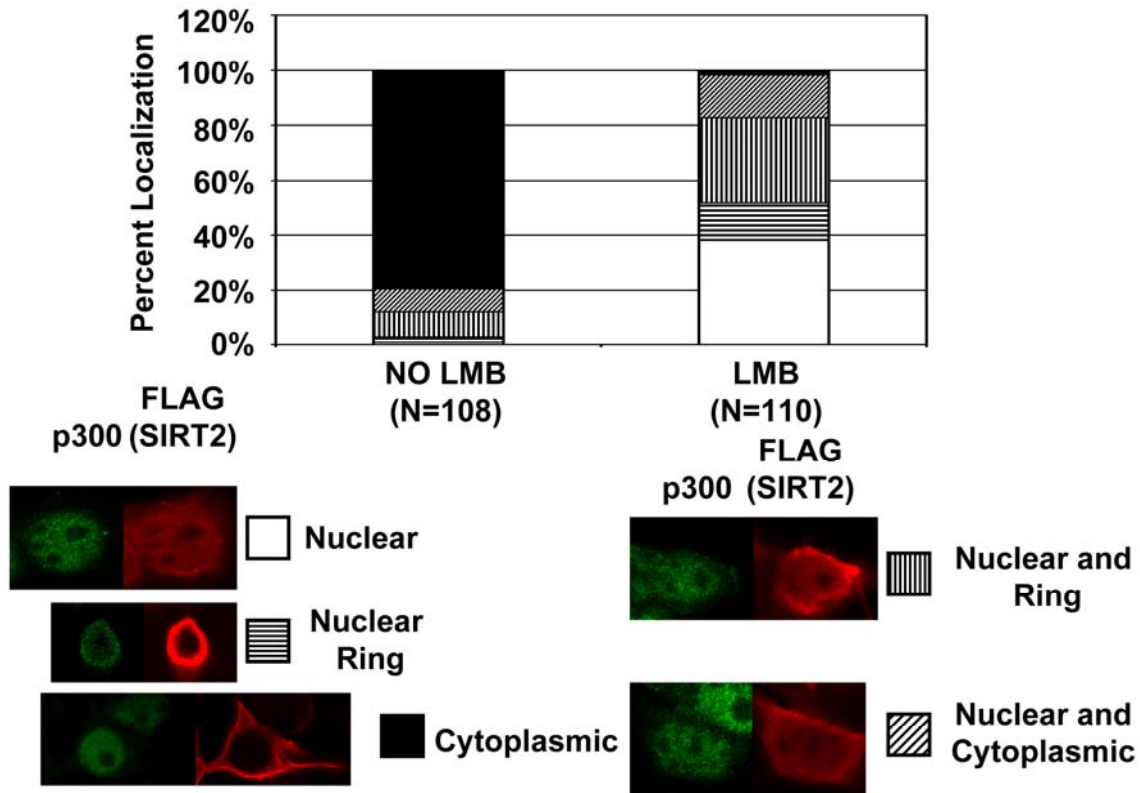 120%
100%
80%
60%
40%
20%
0%
Percent Localization
NO LMB
(N=108)
LMB
(N=110)
FLAG
p300 (SIRT2)
Nuclear
Nuclear
Ring
Cytoplasmic
FLAG
p300 (SIRT2)
Nuclear and
Ring
Nuclear and
Cytoplasmic